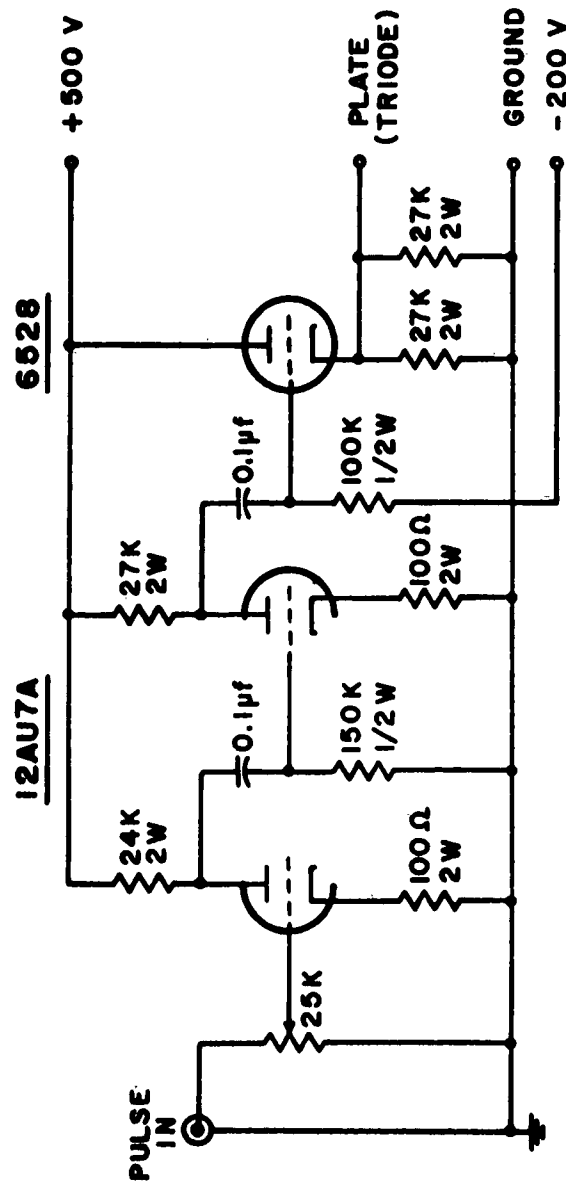 12AU7A
6528
+500 V
24K
2W
27K
2W
0.1µf
0.1µf
PULSE
IN
25K
PLATE
(TRIODE)
100Ω
2W
150K
1/2W
100Ω
2W
100K
1/2W
27K
2W
27K
2W
GROUND
-200 V